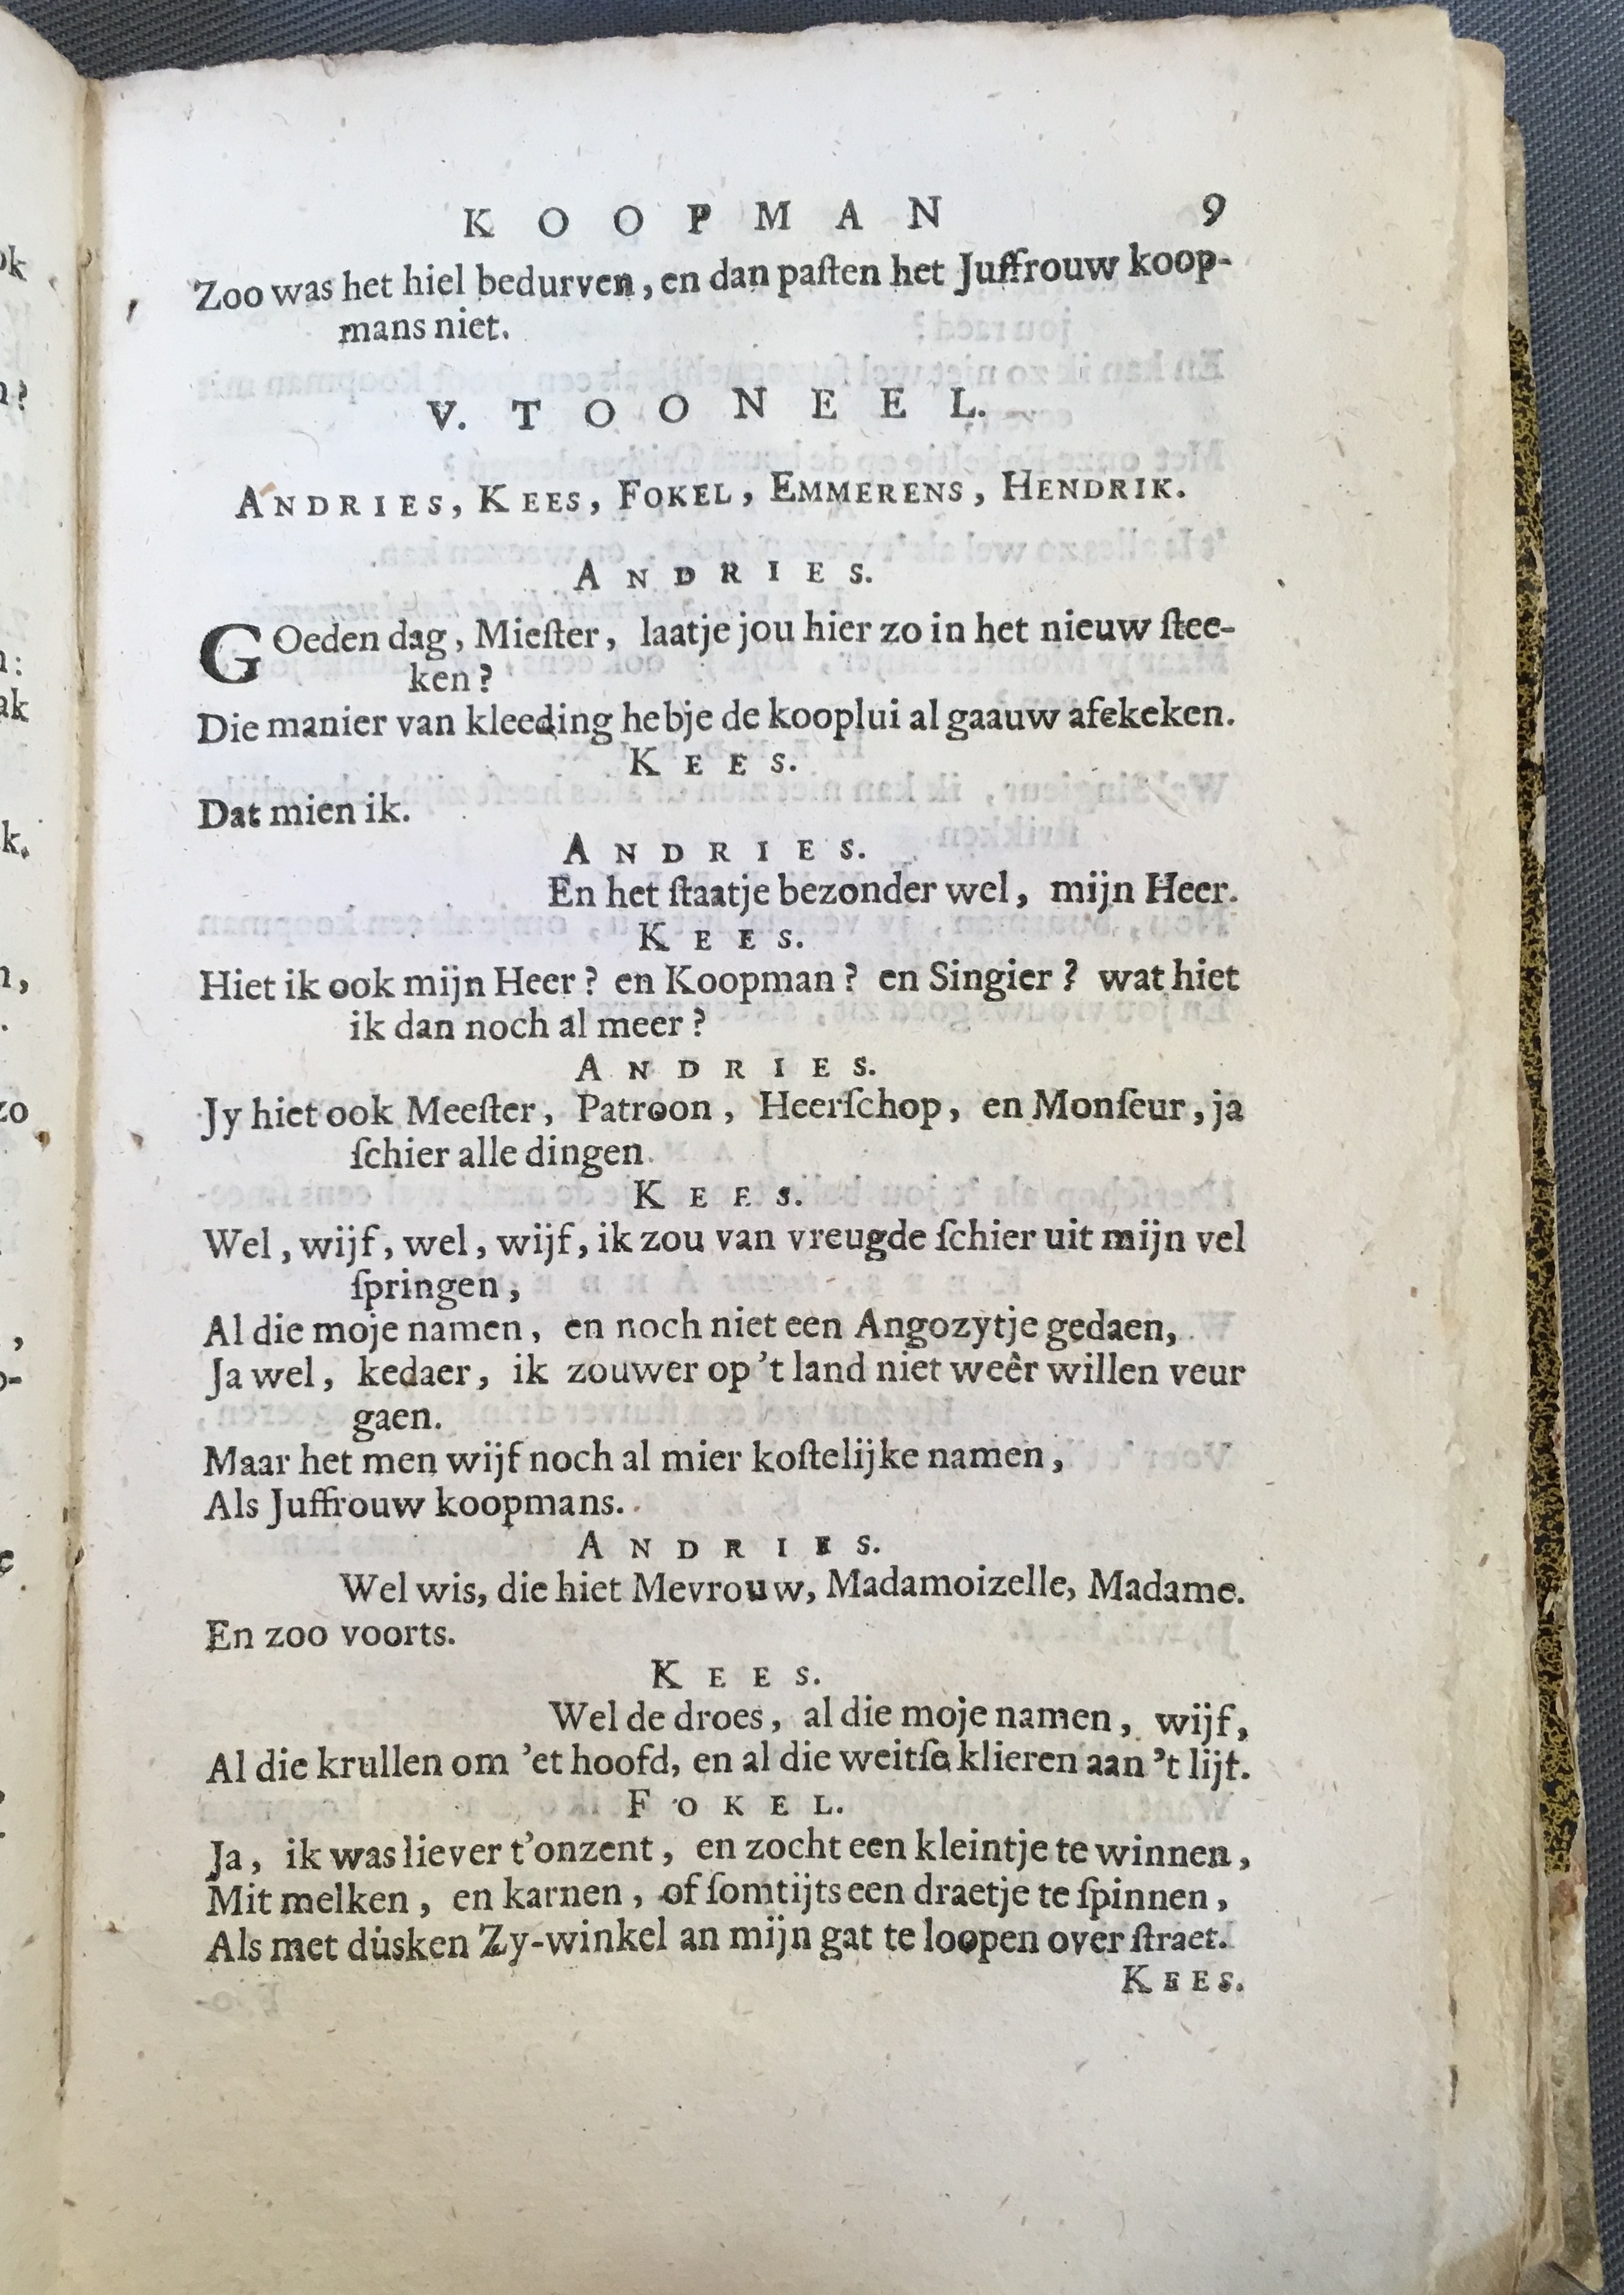 KOOPMAN 9
Zoo was het hiel bedurven, en dan paſten het Juffrouw koop-
mans niet.
V. TOONEEL.
ANDRIES, KEES, FOKEL, EMMERENS, HENDRIK.
ANDRIES.
GOeden dag, Mieſter, laatje jou hier zo in het nieuw ſtee-
ken?
Die manier van kleeding hebje de kooplui al gaauw afekeken.
KEES.
Dat mien ik.
ANDRIES.
En het ſtaatje bezonder wel, mijn Heer.
KEES.
Hiet ik ook mijn Heer? en Koopman? en Singier? wat hiet
ik dan noch al meer?
ANDRIES.
Jy hiet ook Meeſter, Patroon, Heerſchop, en Monſeur, ja
ſchier alle dingen.
KEES.
Wel, wijf, wel, wijf, ik zou van vreugde ſchier uit mijn vel
ſpringen,
Al die moje namen, en noch niet een Angozytje gedaen,
Ja wel, kedaer, ik zouwer op 't land niet weêr willen veur
gaen.
Maar het men wijf noch al mier koſtelijke namen,
Als Juffrouw koopmans.
ANDRIES.
Wel wis, die hiet Mevrouw, Madamoizelle, Madame.
En zoo voorts.
KEES.
Wel de droes, al die moje namen, wijf,
Al die krullen om 'et hoofd, en al die weitſe klieren aan 't lijt.
FOKEL.
Ja, ik was liever t'onzent, en zocht een kleintje te winnen,
Mit melken, en karnen, of ſomtijts een draetje te ſpinnen,
Als met dusken Zy-winkel an mijn gat te loopen over ſtraet.
KEES.